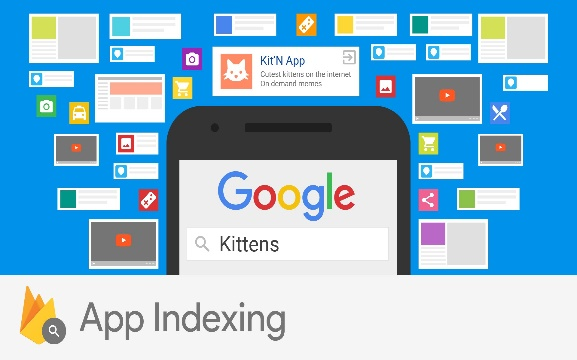 Kit'N App
Cutest kittens on the internet
On demand memes.
Google
Kittens
App Indexing